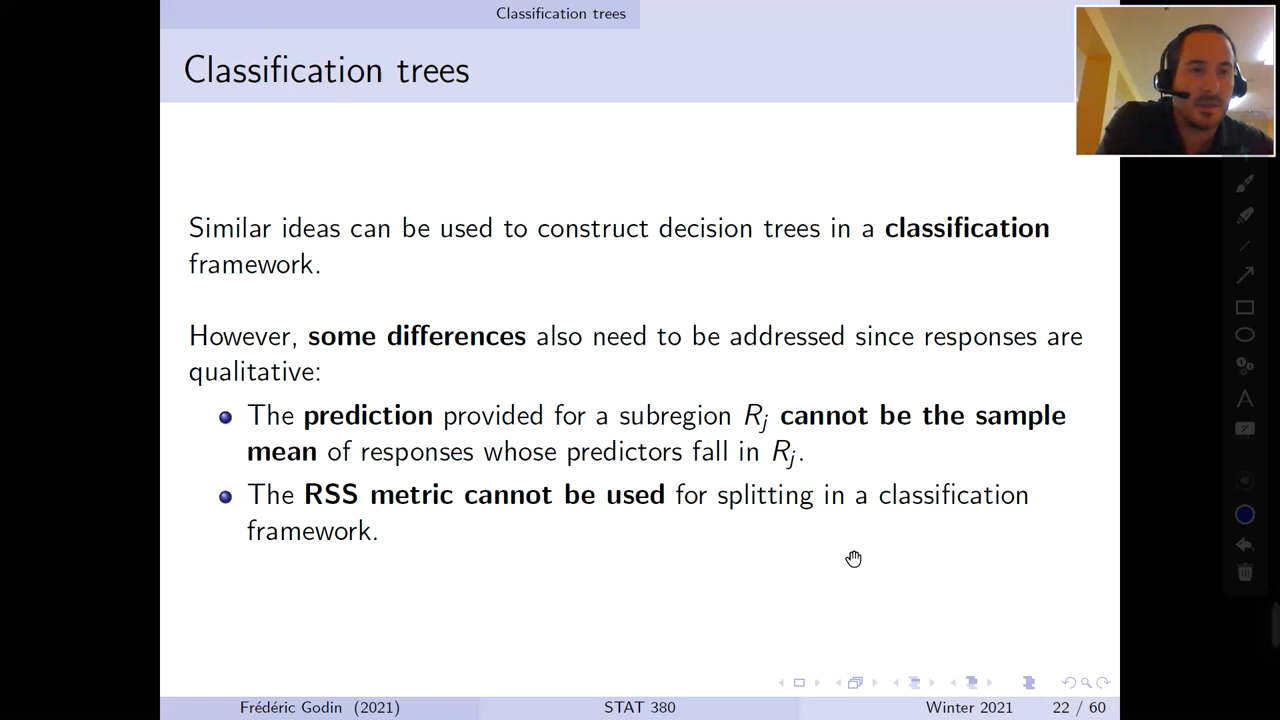 Classification trees
Classification trees
Similar ideas can be used to construct decision trees in a classification
framework.
However, some differences also need to be addressed since responses are
qualitative:
The prediction provided for a subregion Rj cannot be the sample
mean of responses whose predictors fall in Rj.
The RSS metric cannot be used for splitting in a classification
framework.
Frédéric Godin (2021) STAT 380 Winter 2021 22 / 60